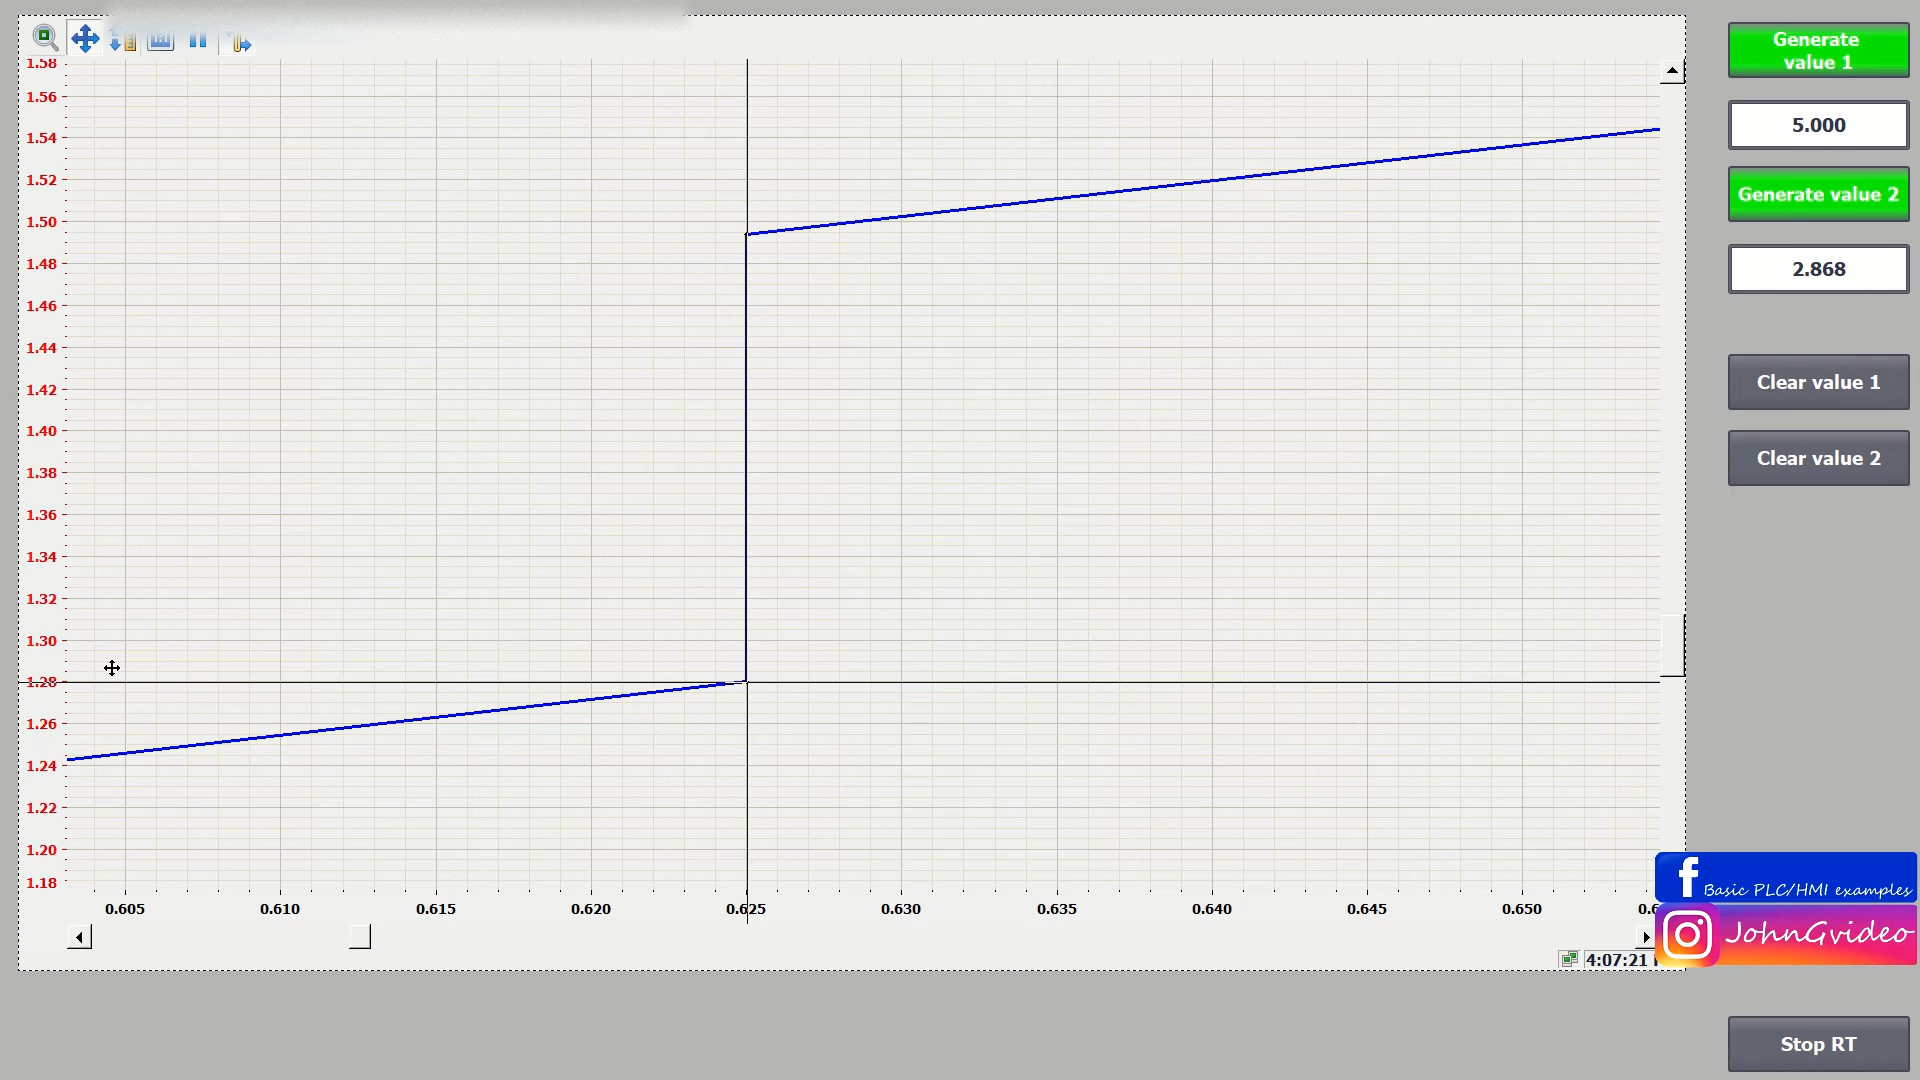 1.58
1.56
1.54
1.52
1.50
1.48
1.46
1.44
1.42
1.40
1.38
1.36
1.34
1.32
1.30
1.28
1.26
1.24
1.22
1.20
1.18
0.605 0.610 0.615 0.620 0.625 0.630 0.635 0.640 0.645 0.650
4:07:21
Generate
value 1
5.000
Generate value 2
2.868
Clear value 1
Clear value 2
Basic PLC/HMI examples
JohnGvideo
Stop RT